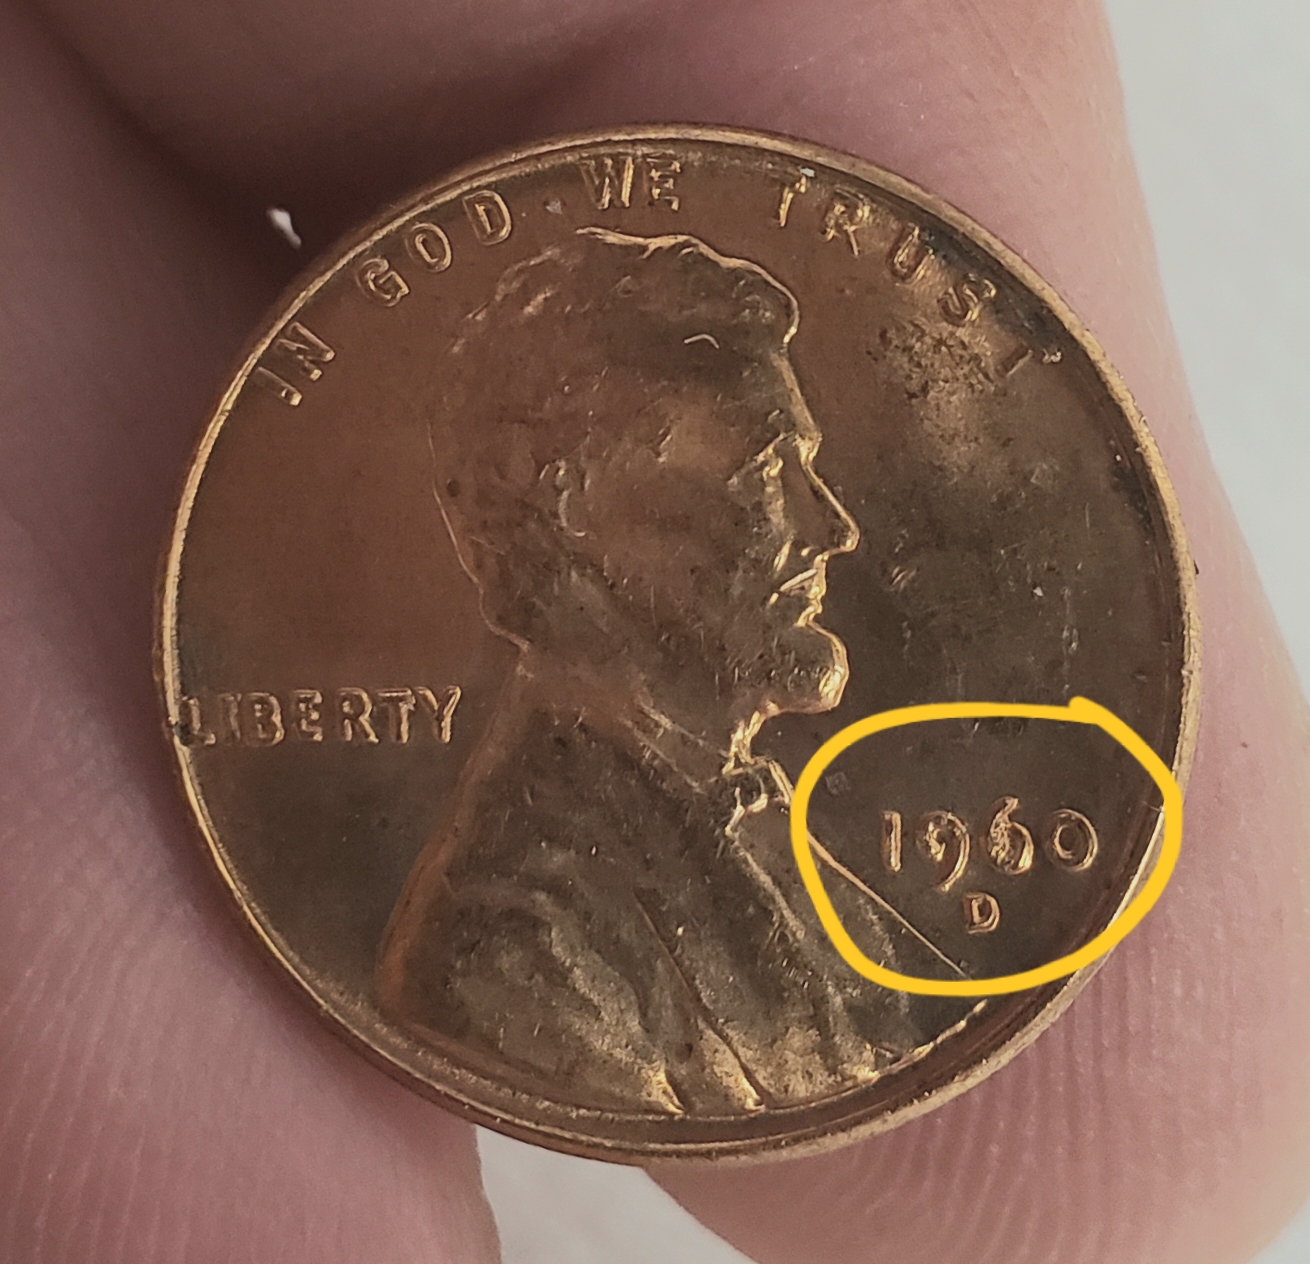 IN GOD WE TRUST
LIBERTY
1960
D